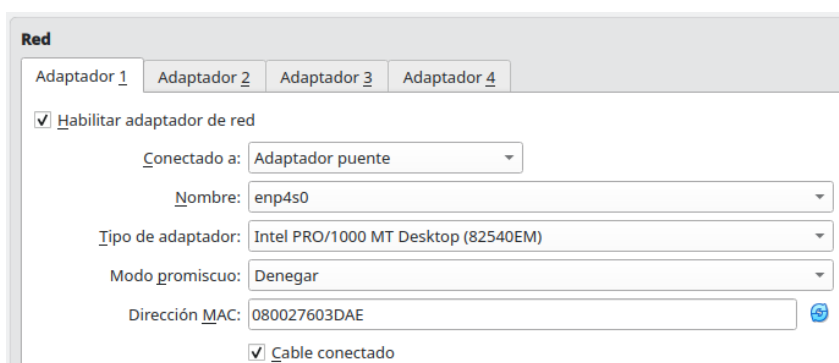 Red
Adaptador 1 Adaptador 2 Adaptador 3 Adaptador 4
Habilitar adaptador de red
Conectado a: Adaptador puente
Nombre: enp4s0
Tipo de adaptador: Intel PRO/1000 MT Desktop (82540EM)
Modo promiscuo: Denegar
Dirección MAC: 080027603DAE
Cable conectado